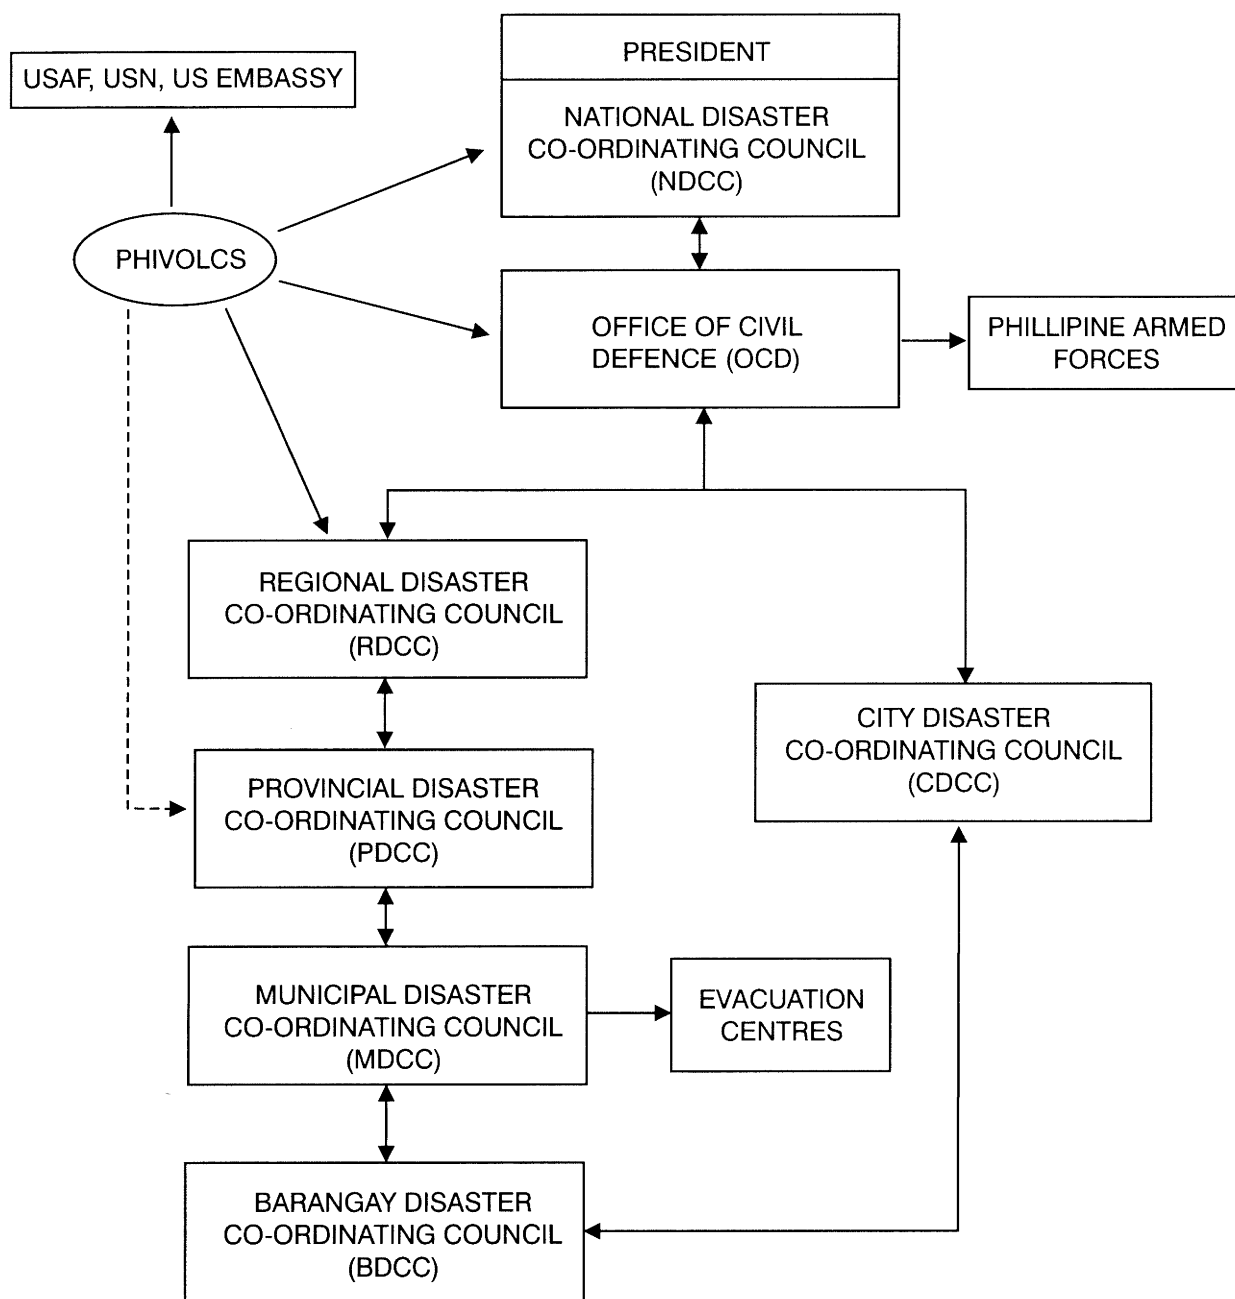 PRESIDENT
USAF, USN, US EMBASSY
NATIONAL DISASTER
CO-ORDINATING COUNCIL
(NDCC)
PHIVOLCS
OFFICE OF CIVIL
DEFENCE (OCD)
PHILLIPINE ARMED
FORCES
REGIONAL DISASTER
CO-ORDINATING COUNCIL
(RDCC)
CITY DISASTER
CO-ORDINATING COUNCIL
(CDCC)
PROVINCIAL DISASTER
CO-ORDINATING COUNCIL
(PDCC)
MUNICIPAL DISASTER
CO-ORDINATING COUNCIL
(MDCC)
EVACUATION
CENTRES
BARANGAY DISASTER
CO-ORDINATING COUNCIL
(BDCC)